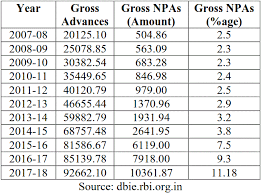 Year Gross Advances Gross NPAs (Amount) Gross NPAs (%age)
2007-08 20125.10 504.86 2.5
2008-09 25078.85 563.09 2.3
2009-10 30382.54 683.28 2.3
2010-11 35449.65 846.98 2.4
2011-12 40120.79 979.00 2.5
2012-13 46655.44 1370.96 2.9
2013-14 59882.79 1931.94 3.2
2014-15 68757.48 2641.95 3.8
2015-16 81586.67 6119.00 7.5
2016-17 85139.78 7918.00 9.3
2017-18 92662.10 10361.87 11.18
Source: dbie.rbi.org.in